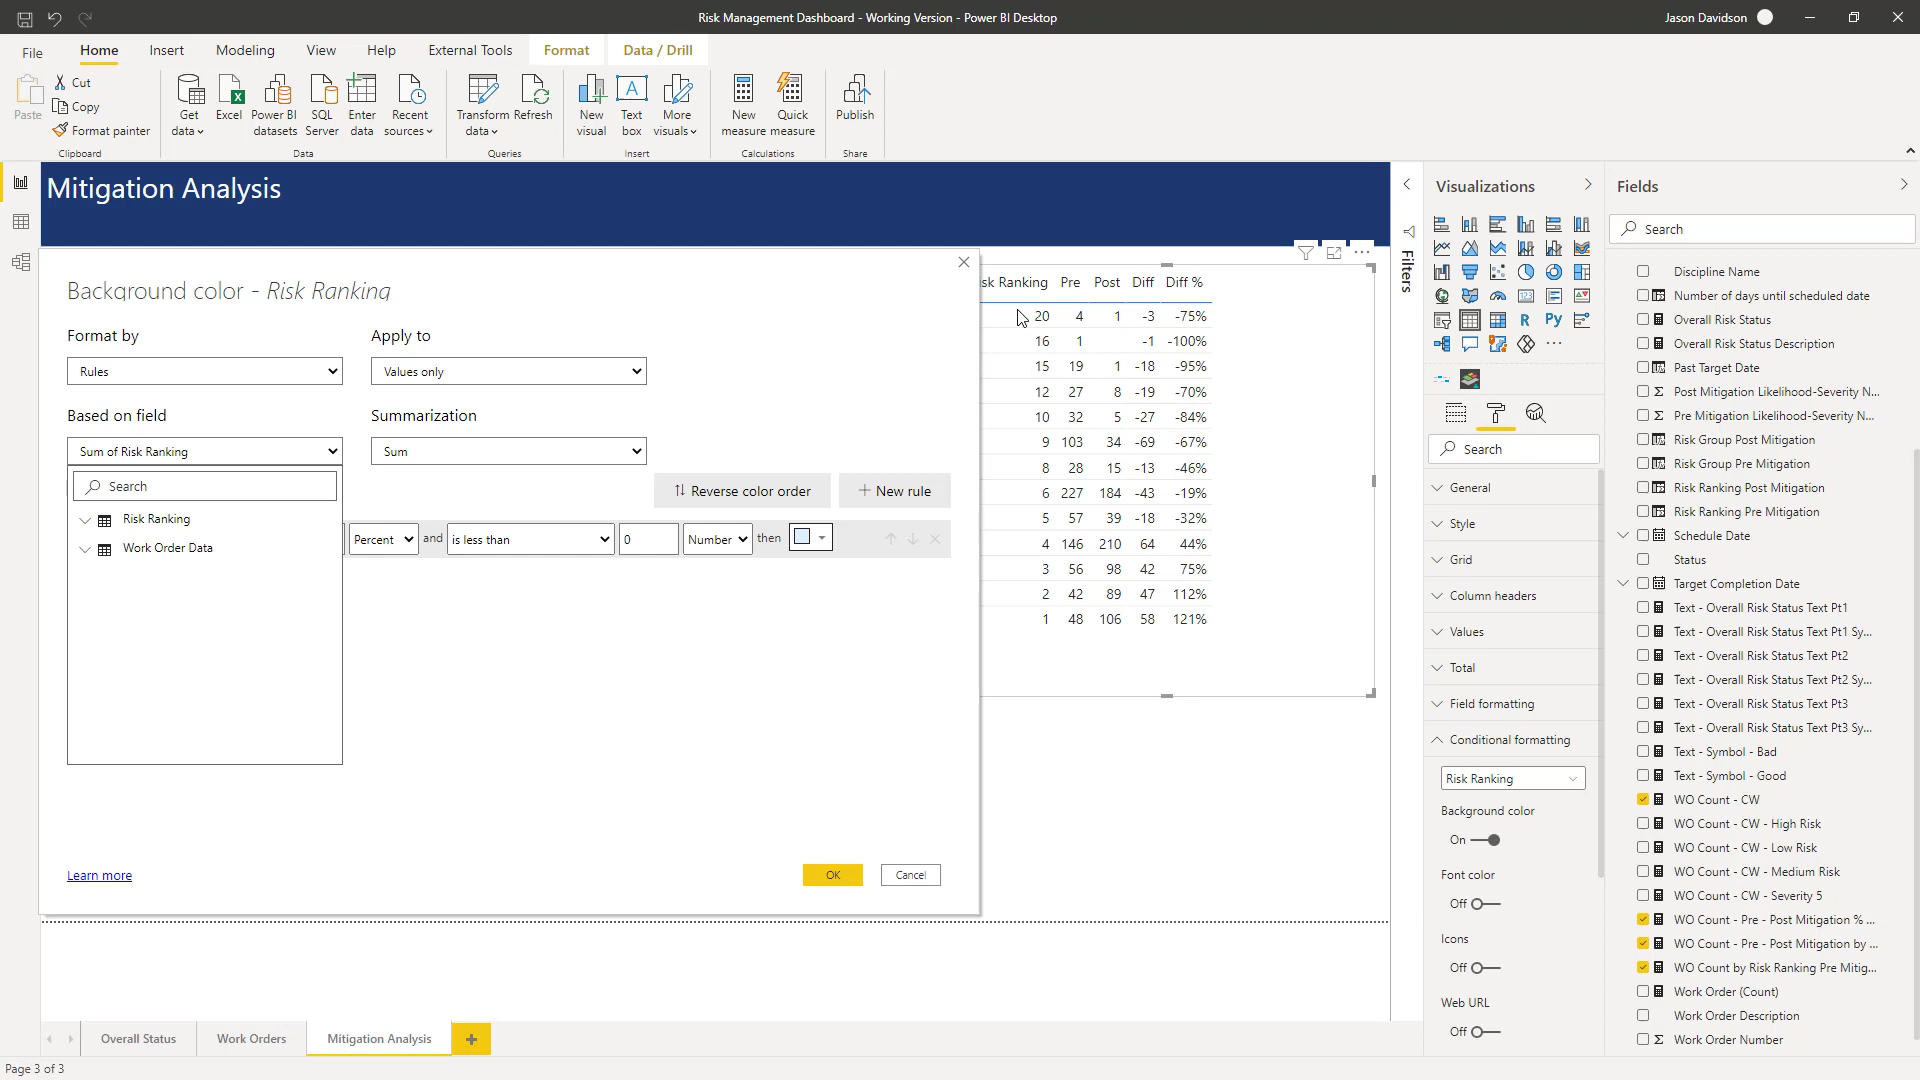 Risk Management Dashboard - Working Version - Power BI Desktop
Jason Davidson
File
Home
Insert
Modeling
View
Help
External Tools
Format
Data / Drill
Paste
Cut
Copy
Format painter
Clipboard
Get data
Excel
Power BI datasets
SQL Server
Enter data
Recent sources
Data
Transform data
Refresh
Queries
New visual
Text box
More visuals
Insert
New measure
Quick measure
Calculations
Publish
Share
Mitigation Analysis
Background color - Risk Ranking
Format by
Apply to
Rules
Values only
Based on field
Summarization
Sum of Risk Ranking
Sum
Search
Reverse color order
New rule
Risk Ranking
Work Order Data
Percent
and
is less than
0
Number
then
Learn more
OK
Cancel
sk Ranking Pre Post Diff Diff %
20 4 1 -3 -75%
16 1 -1 -100%
15 19 1 -18 -95%
12 27 8 -19 -70%
10 32 5 -27 -84%
9 103 34 -69 -67%
8 28 15 -13 -46%
6 227 184 -43 -19%
5 57 39 -18 -32%
4 146 210 64 44%
3 56 98 42 75%
2 42 89 47 112%
1 48 106 58 121%
Filters
Visualizations
R
Py
Search
General
Style
Grid
Column headers
Values
Total
Field formatting
Conditional formatting
Risk Ranking
Background color
On
Font color
Off
Icons
Off
Web URL
Off
Fields
Search
Discipline Name
Number of days until scheduled date
Overall Risk Status
Overall Risk Status Description
Past Target Date
Post Mitigation Likelihood-Severity N...
Pre Mitigation Likelihood-Severity N...
Risk Group Post Mitigation
Risk Group Pre Mitigation
Risk Ranking Post Mitigation
Risk Ranking Pre Mitigation
Schedule Date
Status
Target Completion Date
Text - Overall Risk Status Text Pt1
Text - Overall Risk Status Text Pt1 Sy...
Text - Overall Risk Status Text Pt2
Text - Overall Risk Status Text Pt2 Sy...
Text - Overall Risk Status Text Pt3
Text - Overall Risk Status Text Pt3 Sy...
Text - Symbol - Bad
Text - Symbol - Good
WO Count - CW
WO Count - CW - High Risk
WO Count - CW - Low Risk
WO Count - CW - Medium Risk
WO Count - CW - Severity 5
WO Count - Pre - Post Mitigation % ...
WO Count - Pre - Post Mitigation by ...
WO Count by Risk Ranking Pre Mitig...
Work Order (Count)
Work Order Description
Work Order Number
Overall Status
Work Orders
Mitigation Analysis
Page 3 of 3